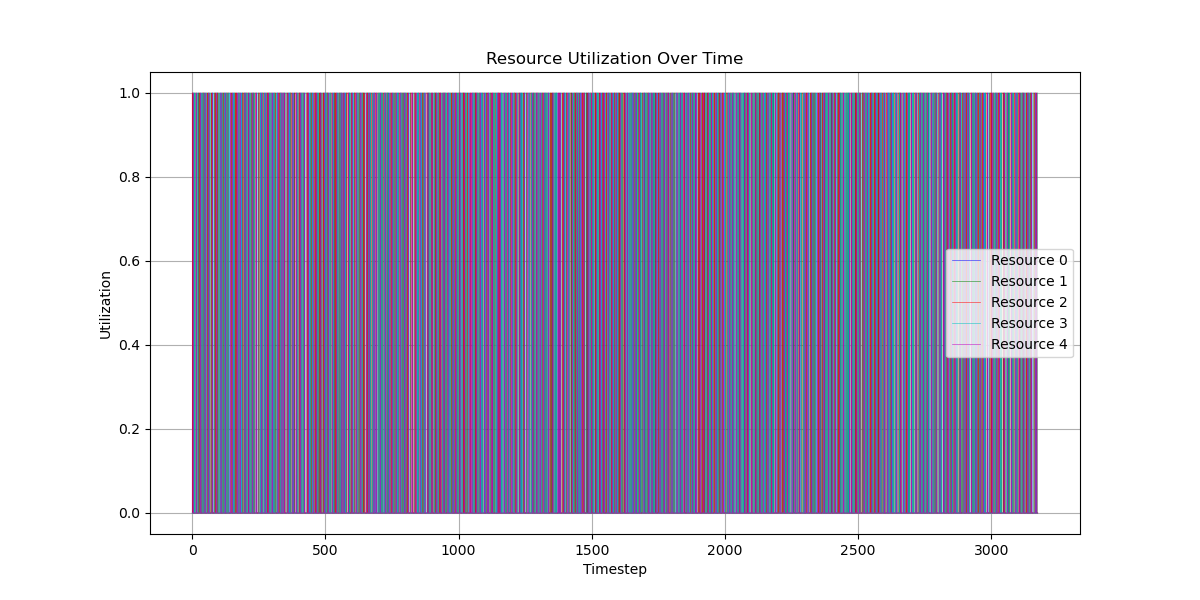 Resource Utilization Over Time
Utilization
1.0
0.8
0.6
0.4
0.2
0.0
Resource 0
Resource 1
Resource 2
Resource 3
Resource 4
0 500 1000 1500 2000 2500 3000
Timestep